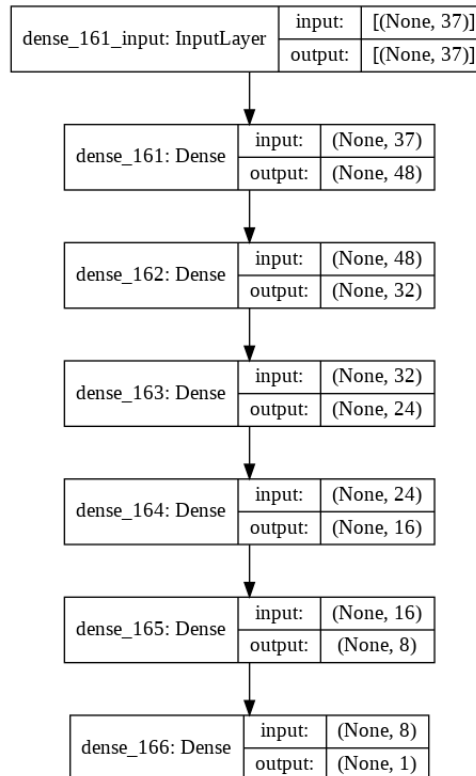 dense_161_input: InputLayer
input: [(None, 37)]
output: [(None, 37)]
dense_161: Dense
input: (None, 37)
output: (None, 48)
dense_162: Dense
input: (None, 48)
output: (None, 32)
dense_163: Dense
input: (None, 32)
output: (None, 24)
dense_164: Dense
input: (None, 24)
output: (None, 16)
dense_165: Dense
input: (None, 16)
output: (None, 8)
dense_166: Dense
input: (None, 8)
output: (None, 1)